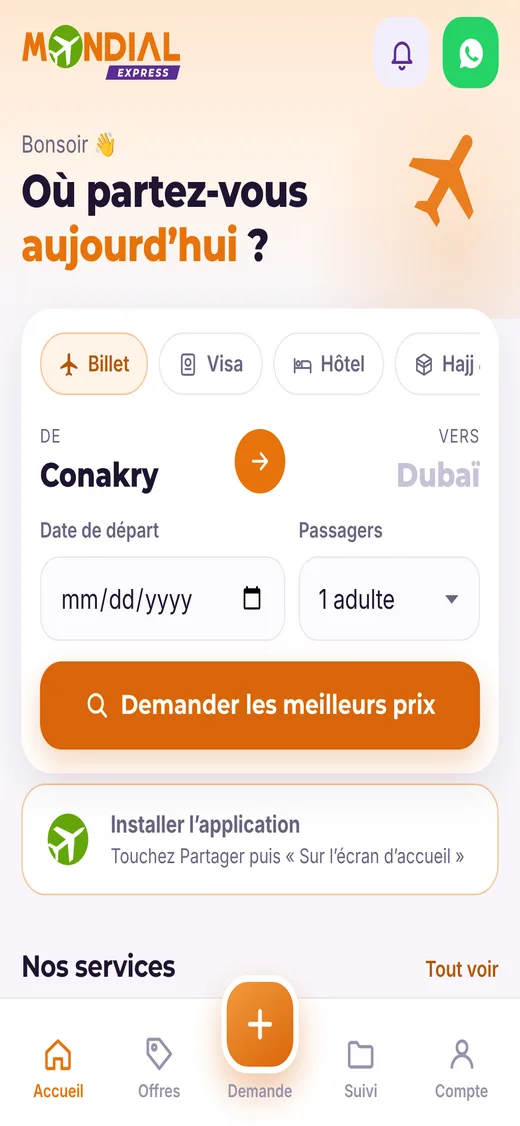 MONDIAL
EXPRESS
Bonsoir 👋
Où partez-vous
aujourd’hui ?
Billet
Visa
Hôtel
Hajj
DE
VERS
Conakry
Dubaï
Date de départ
Passagers
mm/dd/yyyy
1 adulte
Demander les meilleurs prix
Installer l’application
Touchez Partager puis « Sur l’écran d’accueil »
Nos services
Tout voir
Accueil
Offres
Demande
Suivi
Compte